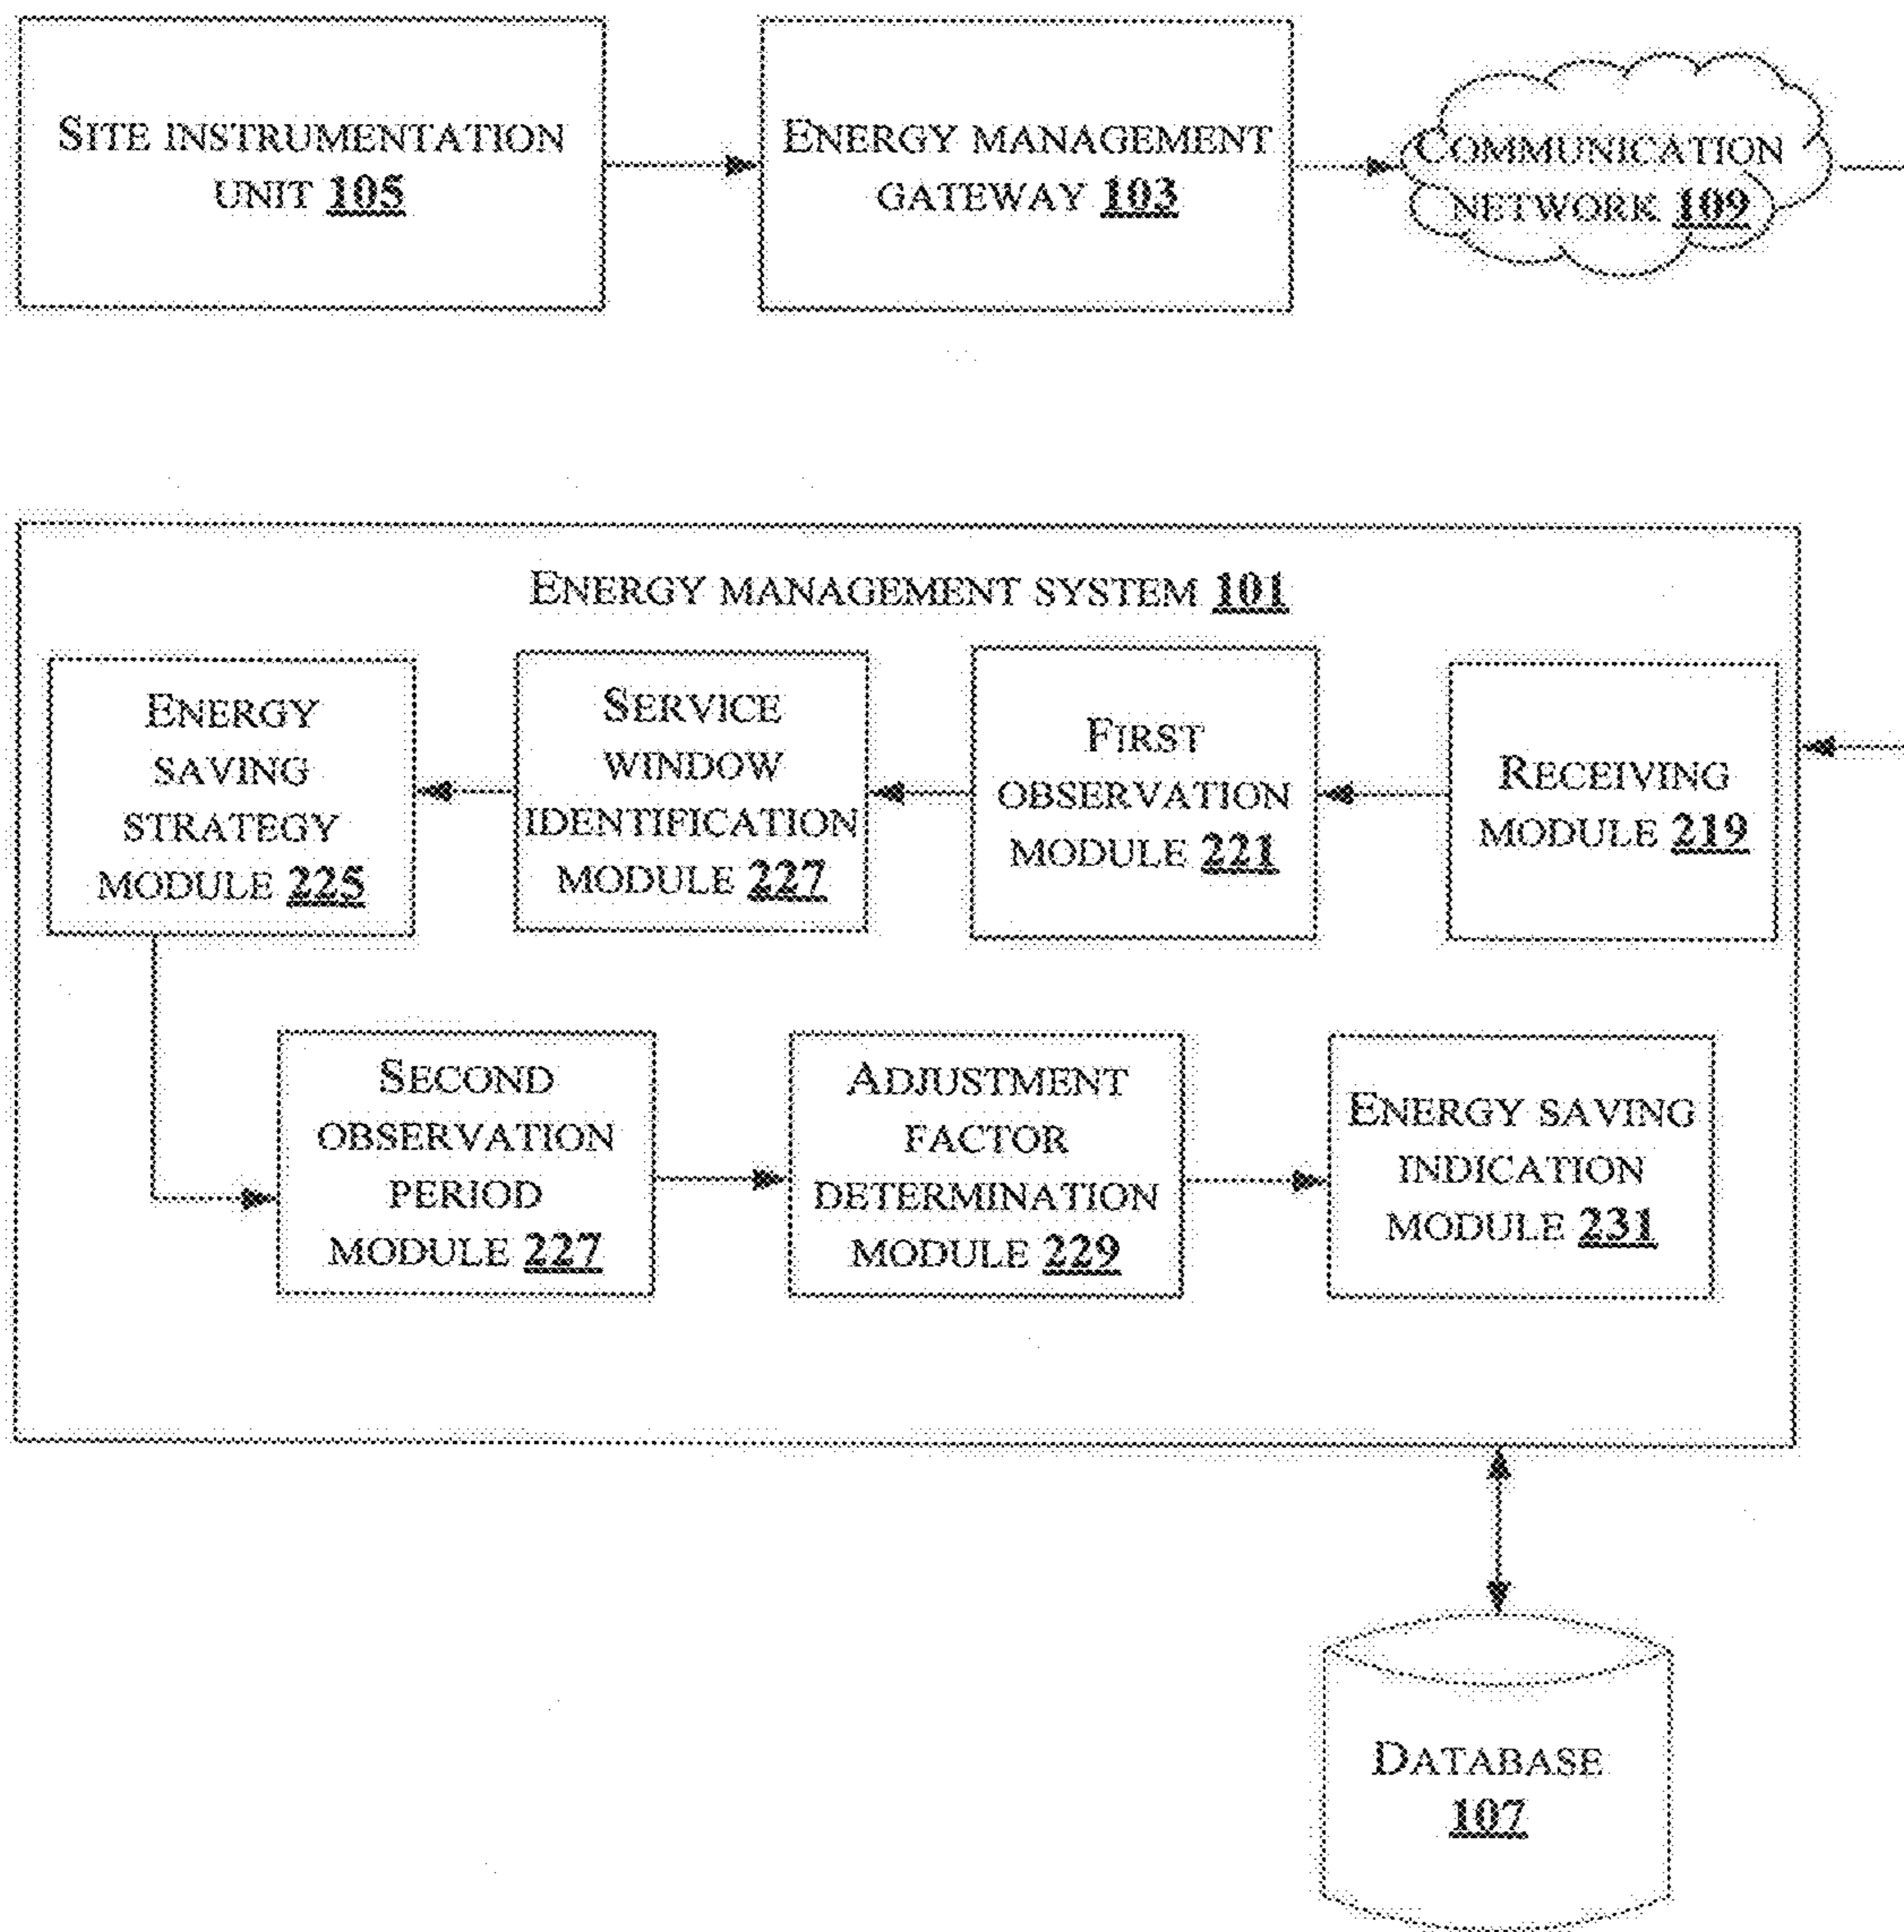 SITE INSTRUMENTATION
UNIT 105
ENERGY MANAGEMENT
GATEWAY 103
COMMUNICATION
NETWORK 109
ENERGY MANAGEMENT SYSTEM 101
ENERGY
SAVING
STRATEGY
MODULE 225
SERVICE
WINDOW
IDENTIFICATION
MODULE 227
FIRST
OBSERVATION
MODULE 221
RECEIVING
MODULE 219
SECOND
OBSERVATION
PERIOD
MODULE 227
ADJUSTMENT
FACTOR
DETERMINATION
MODULE 229
ENERGY SAVING
INDICATION
MODULE 231
DATABASE
107